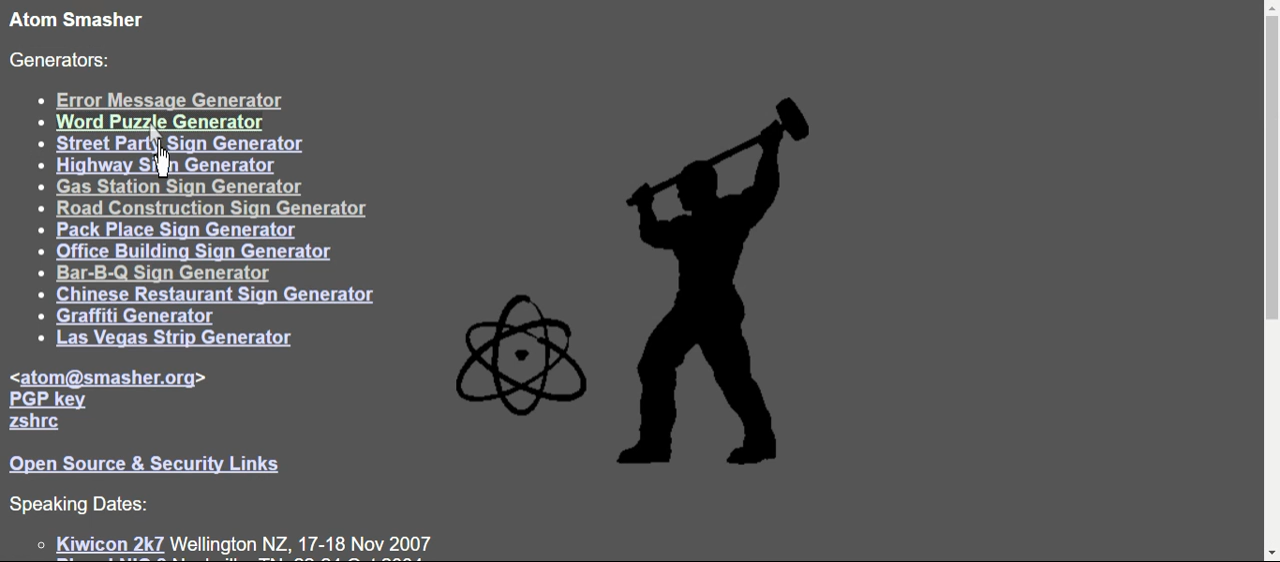 Atom Smasher
Generators:
Error Message Generator
Word Puzzle Generator
Street Party Sign Generator
Highway Sign Generator
Gas Station Sign Generator
Road Construction Sign Generator
Pack Place Sign Generator
Office Building Sign Generator
Bar-B-Q Sign Generator
Chinese Restaurant Sign Generator
Graffiti Generator
Las Vegas Strip Generator
<atom@smasher.org>
PGP key
zshrc
Open Source & Security Links
Speaking Dates:
Kiwicon 2k7 Wellington NZ, 17-18 Nov 2007